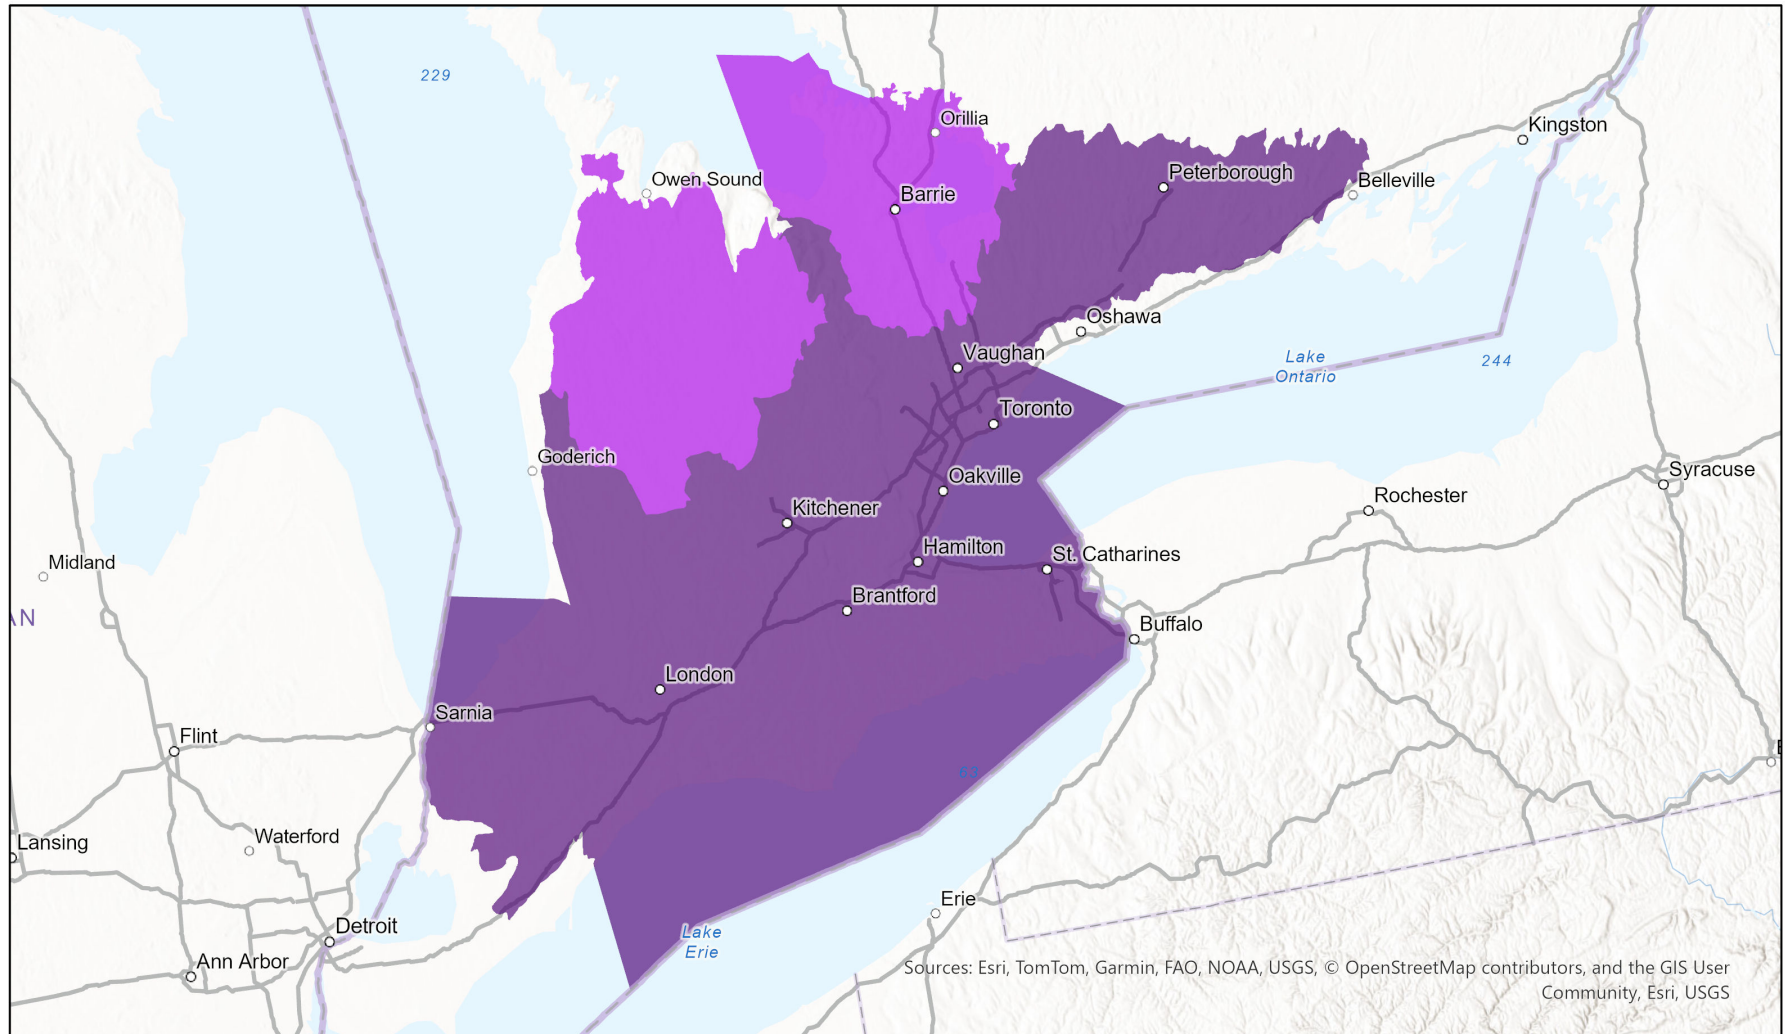 229
Orillia
Kingston
Owen Sound
Peterborough
Belleville
Barrie
Oshawa
Vaughan
Lake
Ontario
244
Toronto
Goderich
Oakville
Syracuse
Kitchener
Rochester
Midland
Hamilton
St. Catharines
Brantford
AN
Buffalo
London
Sarnia
Flint
63
Waterford
Lansing
Erie
Detroit
Lake
Erie
Ann Arbor
Sources: Esri, TomTom, Garmin, FAO, NOAA, USGS, © OpenStreetMap contributors, and the GIS User
Community, Esri, USGS